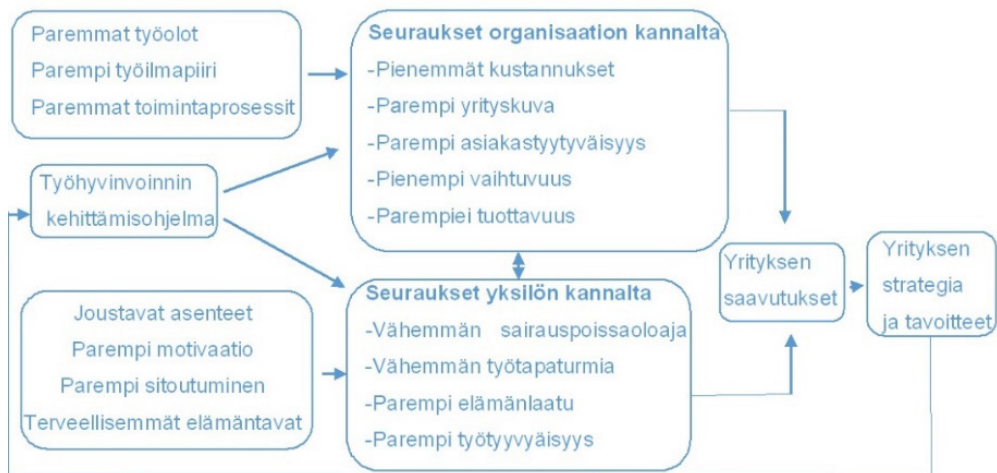 Paremmat työolot
Parempi työilmapiiri
Paremmat toimintaprosessit
Seuraukset organisaation kannalta
-Pienemmät kustannukset
-Parempi yrityskuva
-Parempi asiakastyytyväisyys
-Pienempi vaihtuvuus
-Parempiei tuottavuus
Työhyvinvoinnin
kehittämisohjelma
Joustavat asenteet
Parempi motivaatio
Parempi sitoutuminen
Terveellisemmät elämäntavat
Seuraukset yksilön kannalta
-Vähemmän sairauspoissaoloaja
-Vähemmän työtapaturmia
-Parempi elämänlaatu
-Parempi työtyyvyäisyys
Yrityksen
saavutukset
Yrityksen
strategia
ja tavoitteet